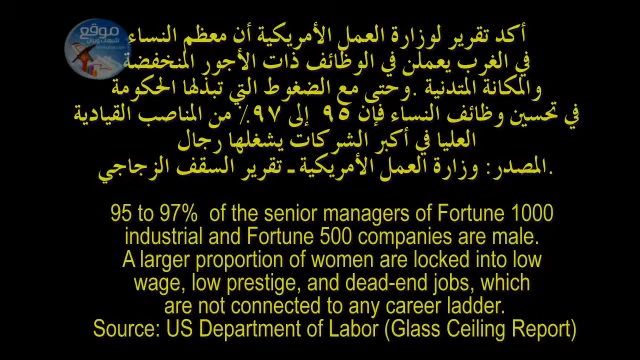 موقع
أكد تقرير لوزارة العمل الأمريكية أن معظم النساء
في الغرب يعملن في الوظائف ذات الأجور المنخفضة
والمكانة المتدنية .وحتى مع الضغوط التي تبذلها الحكومة
في تحسين وظائف النساء فإن ٩٥ إلى ٩٧٪ من المناصب القيادية
العليا في أكبر الشركات يشغلها رجال
المصدر: وزارة العمل الأمريكية ـ تقرير السقف الزجاجي.
95 to 97% of the senior managers of Fortune 1000
industrial and Fortune 500 companies are male.
A larger proportion of women are locked into low
wage, low prestige, and dead-end jobs, which
are not connected to any career ladder.
Source: US Department of Labor (Glass Ceiling Report)